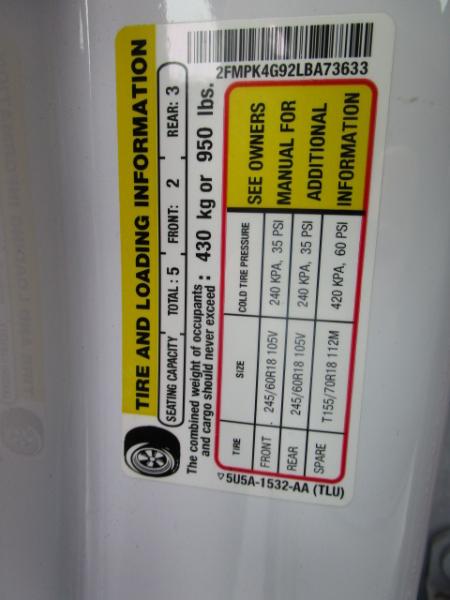 2FMPK4G92LBA73633
TIRE AND LOADING INFORMATION
SEATING CAPACITY TOTAL : 5 FRONT: 2 REAR: 3
The combined weight of occupants
and cargo should never exceed : 430 kg or 950 lbs.
TIRE SIZE COLD TIRE PRESSURE
FRONT 245/60R18 105V 240 KPA, 35 PSI
REAR 245/60R18 105V 240 KPA, 35 PSI
SPARE T155/70R18 112M 420 KPA, 60 PSI
SEE OWNERS
MANUAL FOR
ADDITIONAL
INFORMATION
▽5U5A-1532-AA (TLU)